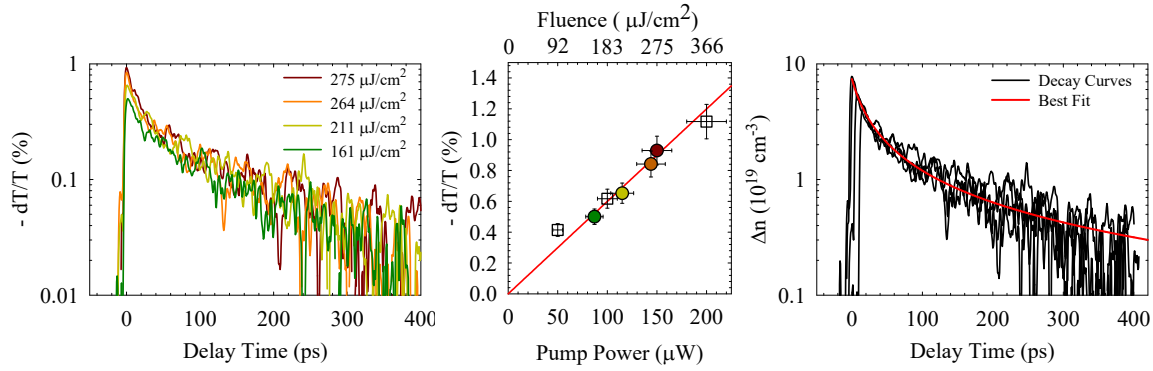 1
0.1
0.01
- dT/T (%)
275 μJ/cm2
264 μJ/cm2
211 μJ/cm2
161 μJ/cm2
0 100 200 300 400
Delay Time (ps)
Fluence ( μJ/cm2)
0 92 183 275 366
1.4
1.2
1.0
0.8
0.6
0.4
0.2
0.0
- dT/T (%)
0 50 100 150 200
Pump Power (μW)
10
1
0.1
Δn (10^19 cm-3)
Decay Curves
Best Fit
0 100 200 300 400
Delay Time (ps)